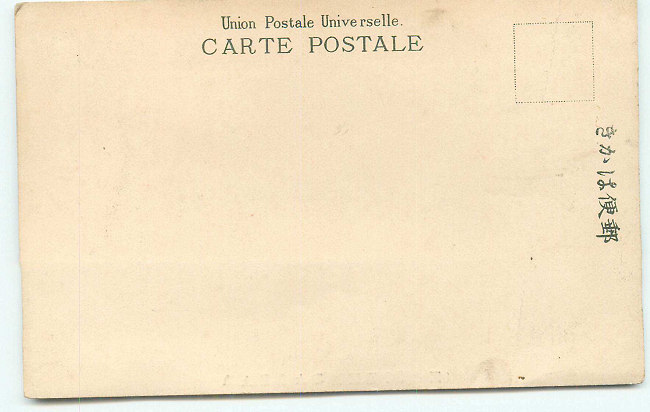 Union Postale Universelle.
CARTE POSTALE
郵便はかき